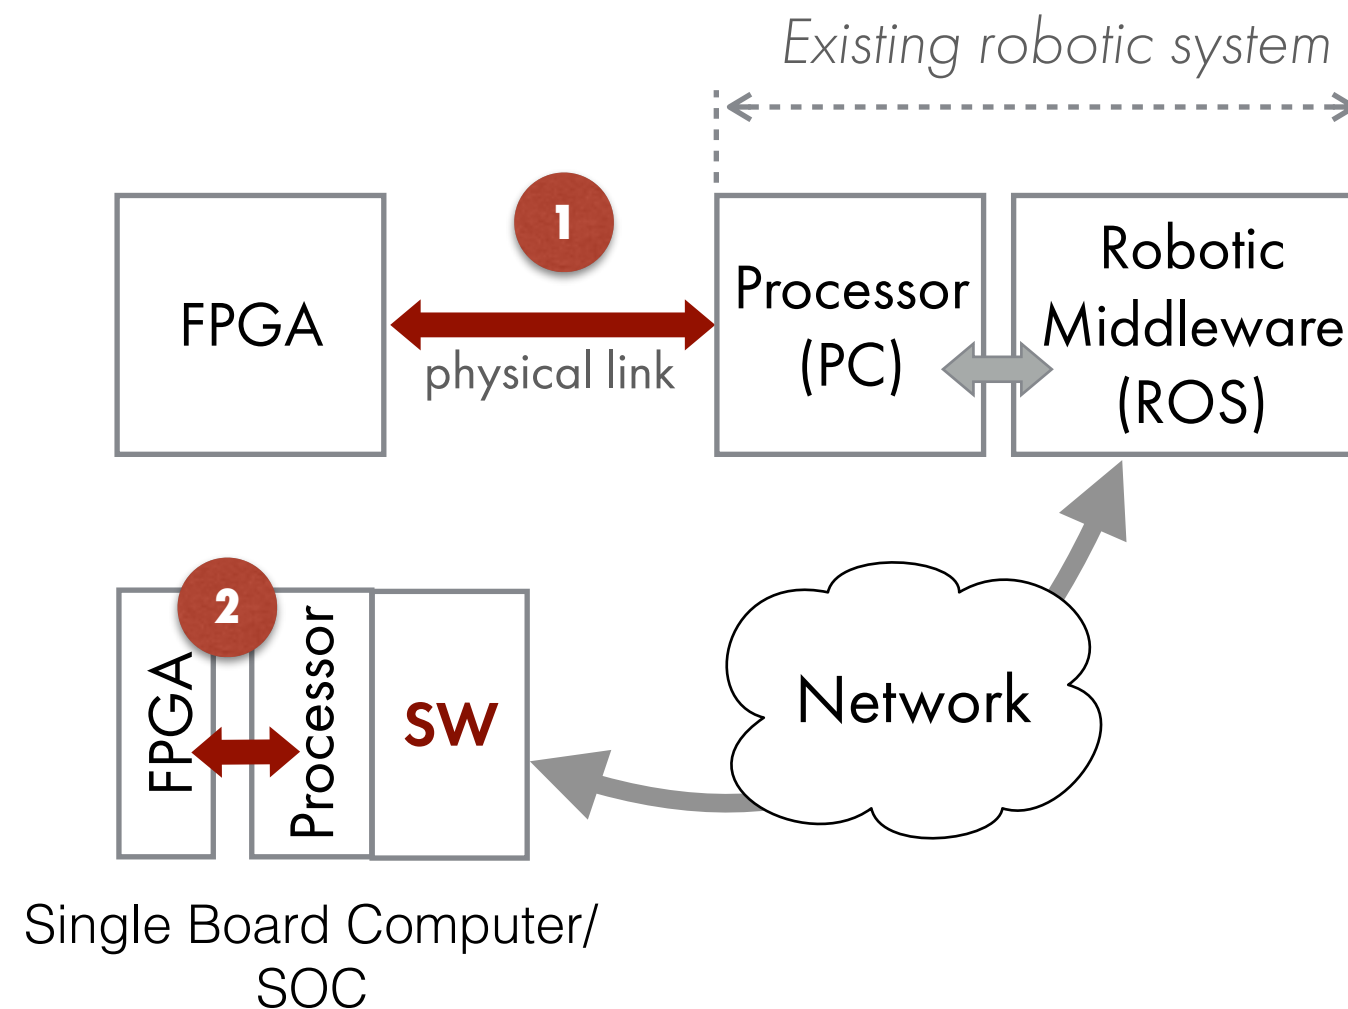 Existing robotic system
1
FPGA
physical link
Processor
(PC)
Robotic
Middleware
(ROS)
2
FPGA
Processor
SW
Network
Single Board Computer/
SOC